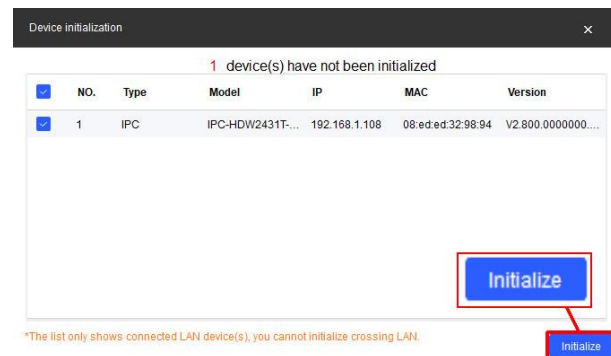 Device initialization
1 device(s) have not been initialized
NO. Type Model IP MAC Version
1 IPC IPC-HDW2431T-... 192.168.1.108 08:ed:ed:32:98:94 V2.800.0000000....
Initialize
*The list only shows connected LAN device(s), you cannot initialize crossing LAN.
Initialize